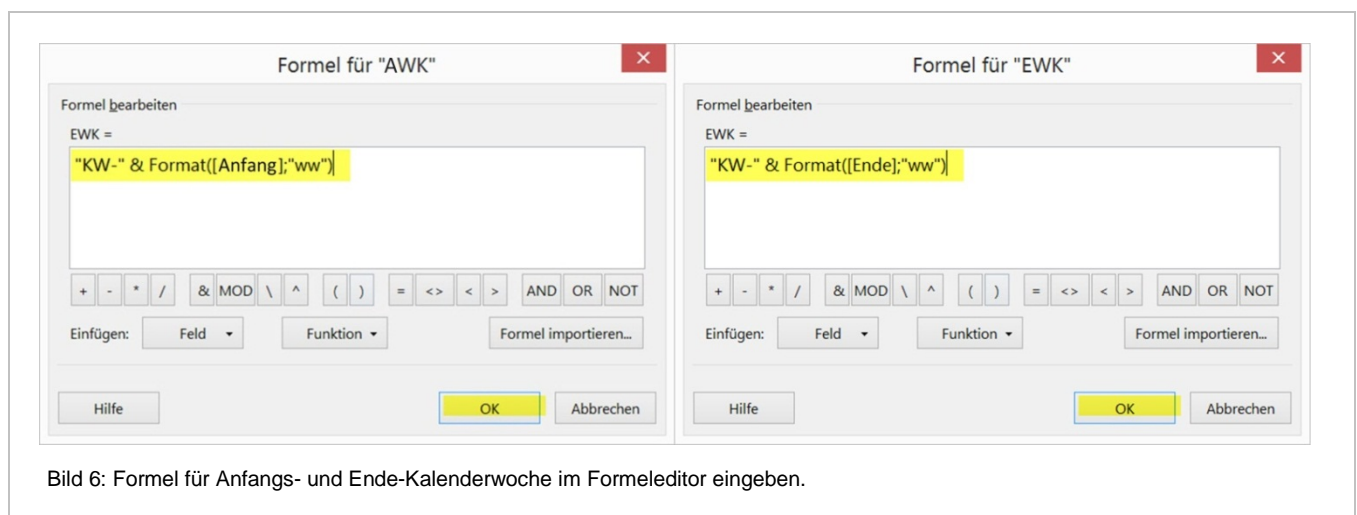 Formel für "AWK"
Formel bearbeiten
EWK =
"KW-" & Format([Anfang];"ww")
+ - * / & MOD \ ^ ( ) = <> < > AND OR NOT
Einfügen: Feld Funktion Formel importieren...
Hilfe OK Abbrechen
Formel für "EWK"
Formel bearbeiten
EWK =
"KW-" & Format([Ende];"ww")
+ - * / & MOD \ ^ ( ) = <> < > AND OR NOT
Einfügen: Feld Funktion Formel importieren...
Hilfe OK Abbrechen
Bild 6: Formel für Anfangs- und Ende-Kalenderwoche im Formeleditor eingeben.